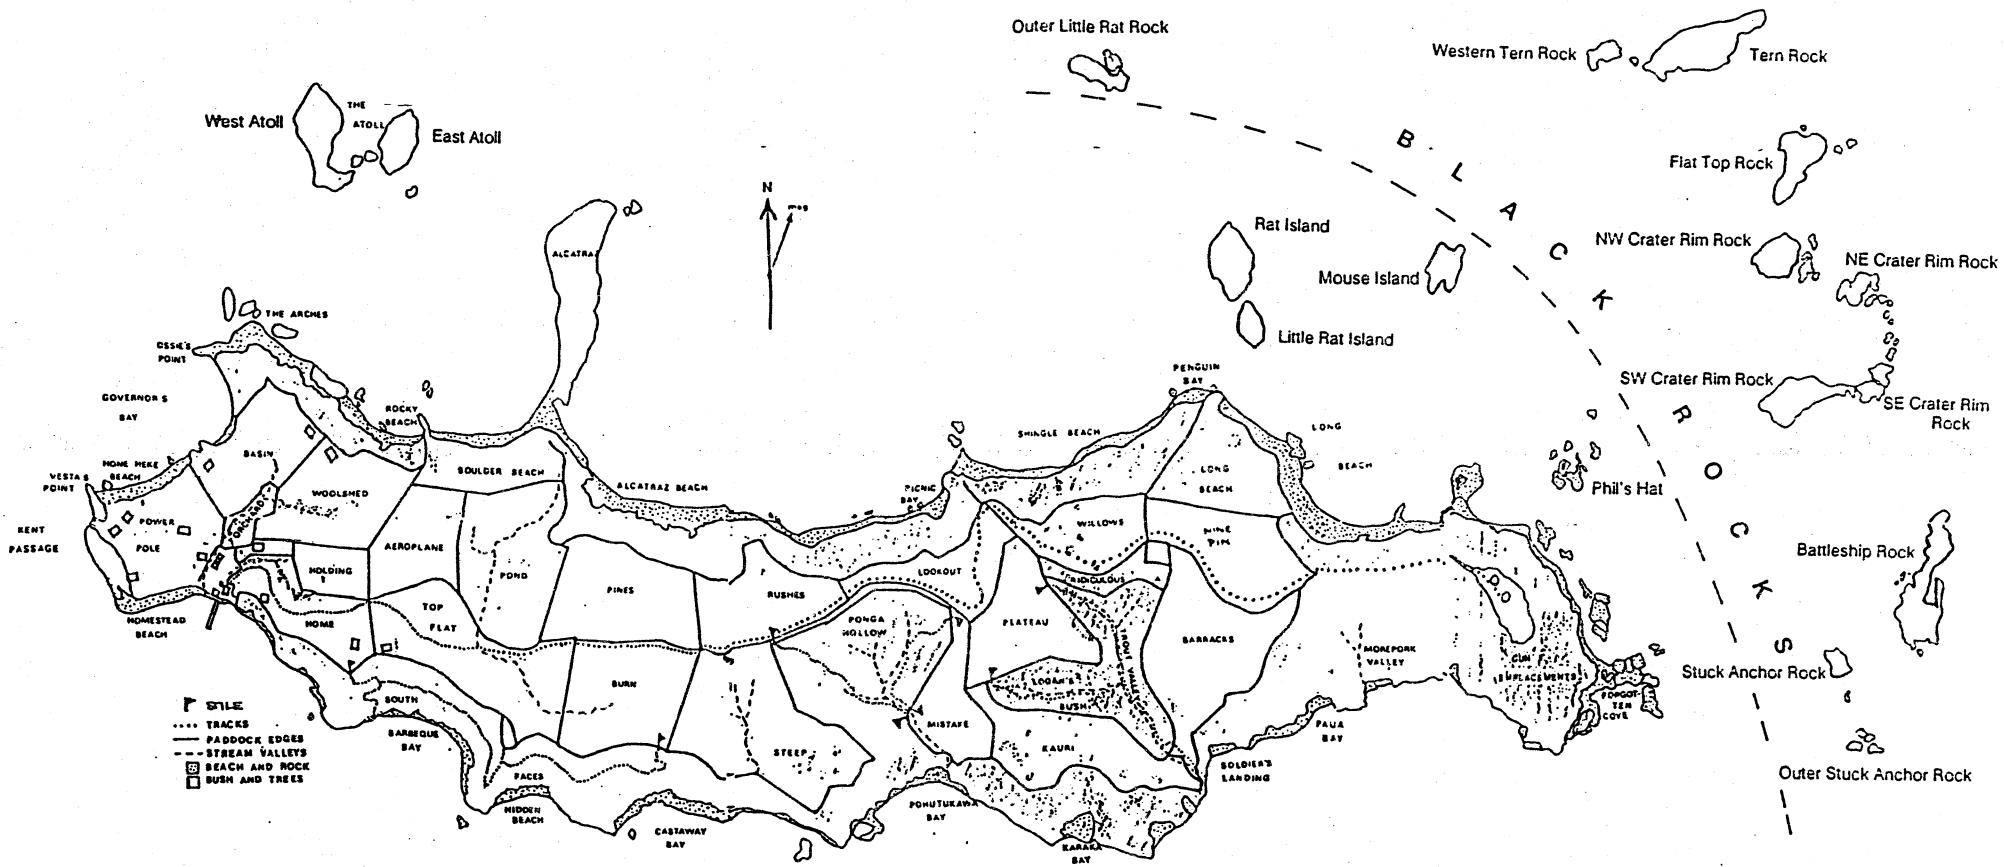 Outer Little Rat Rock
Western Tern Rock
Tern Rock
West Atoll
THE
ATOLL
East Atoll
BLACK ROCKS
Flat Top Rock
N
mag
Rat Island
NW Crater Rim Rock
NE Crater Rim Rock
Mouse Island
ALCATRAZ
THE ARCHES
Little Rat Island
OSSIE'S
POINT
PENGUIN
BAY
SW Crater Rim Rock
SE Crater Rim
Rock
GOVERNOR'S
BAY
ROCKY
BEACH
SHINGLE BEACH
LONG
BEACH
BASIN
HOME MEKE
BEACH
VESTA'S
POINT
BOULDER BEACH
LONG
BEACH
ALCATRAZ BEACH
PICNIC
BAY
Phil's Hat
WOOLSHED
ORCHARD
POWER
POLE
KENT
PASSAGE
WILLOWS
NINE
PIN
AEROPLANE
Battleship Rock
HOLDING
POND
LOOKOUT
RIDICULOUS
PINES
RUSHES
TOP
FLAT
HOMESTEAD
BEACH
HOME
PONGA
HOLLOW
PLATEAU
TROUT VALLEY
BARRACKS
MOREPORK
VALLEY
GUN
EMPLACEMENTS
Stuck Anchor Rock
BURN
LOGAN'S
BUSH
FORGOT-
TEN
COVE
SOUTH
STILE
TRACKS
PADDOCK EDGES
STREAM VALLEYS
BEACH AND ROCK
BUSH AND TREES
BARBEQUE
BAY
MISTAKE
PAUA
BAY
STEEP
KAURI
SOLDIER'S
LANDING
FACES
Outer Stuck Anchor Rock
HIDDEN
BEACH
POHUTUKAWA
BAY
CASTAWAY
BAY
KARAKA
BAY